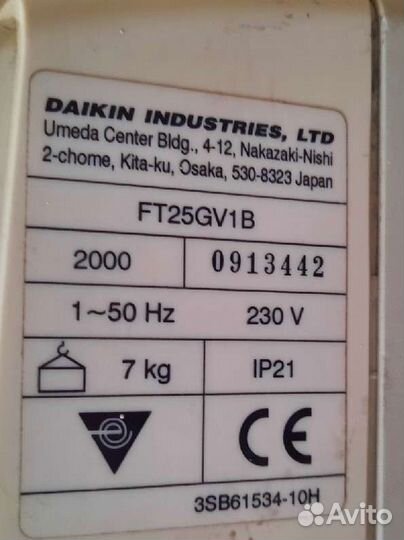 DAIKIN INDUSTRIES, LTD
Umeda Center Bldg., 4-12, Nakazaki-Nishi
2-chome, Kita-ku, Osaka, 530-8323 Japan
FT25GV1B
2000 0913442
1~50 Hz 230 V
7 kg IP21
ei CE
3SB61534-10H
Avito